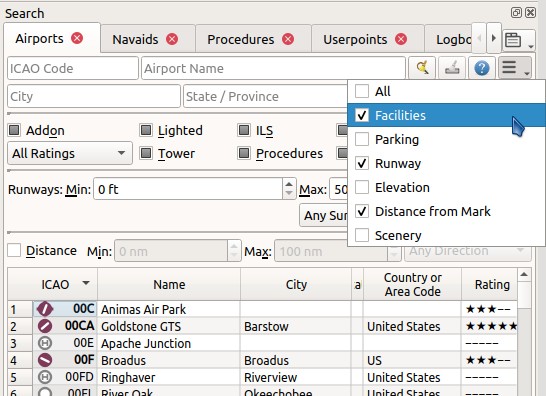 Search
Airports Navaids Procedures Userpoints Logbo
ICAO Code Airport Name
City State / Province
All
Facilities
Parking
Runway
Elevation
Distance from Mark
Scenery
Addon Lighted ILS
All Ratings Tower Procedures
Runways: Min: 0 ft Max: 50
Any Sur
Distance Min: 0 nm Max: 100 nm Any Direction
ICAO Name City a Country or Area Code Rating
1 00C Animas Air Park ★★★−−
2 00CA Goldstone GTS Barstow United States ★★★★★
3 00E Apache Junction −−−−−
4 00F Broadus Broadus US ★★★−−
5 00FD Ringhaver Riverview United States −−−−−
6 00FL River Oak Okeechobee United States −−−−−